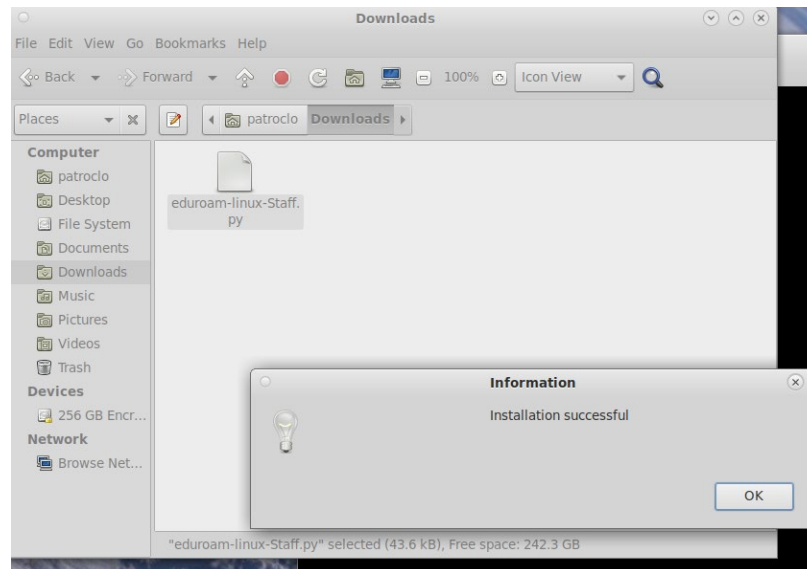 Downloads
File Edit View Go Bookmarks Help
Back Forward 100% Icon View
Places patroclo Downloads
Computer
patroclo
Desktop
File System
Documents
Downloads
Music
Pictures
Videos
Trash
Devices
256 GB Encr...
Network
Browse Net...
eduroam-linux-Staff.
py
Information
Installation successful
OK
"eduroam-linux-Staff.py" selected (43.6 kB), Free space: 242.3 GB